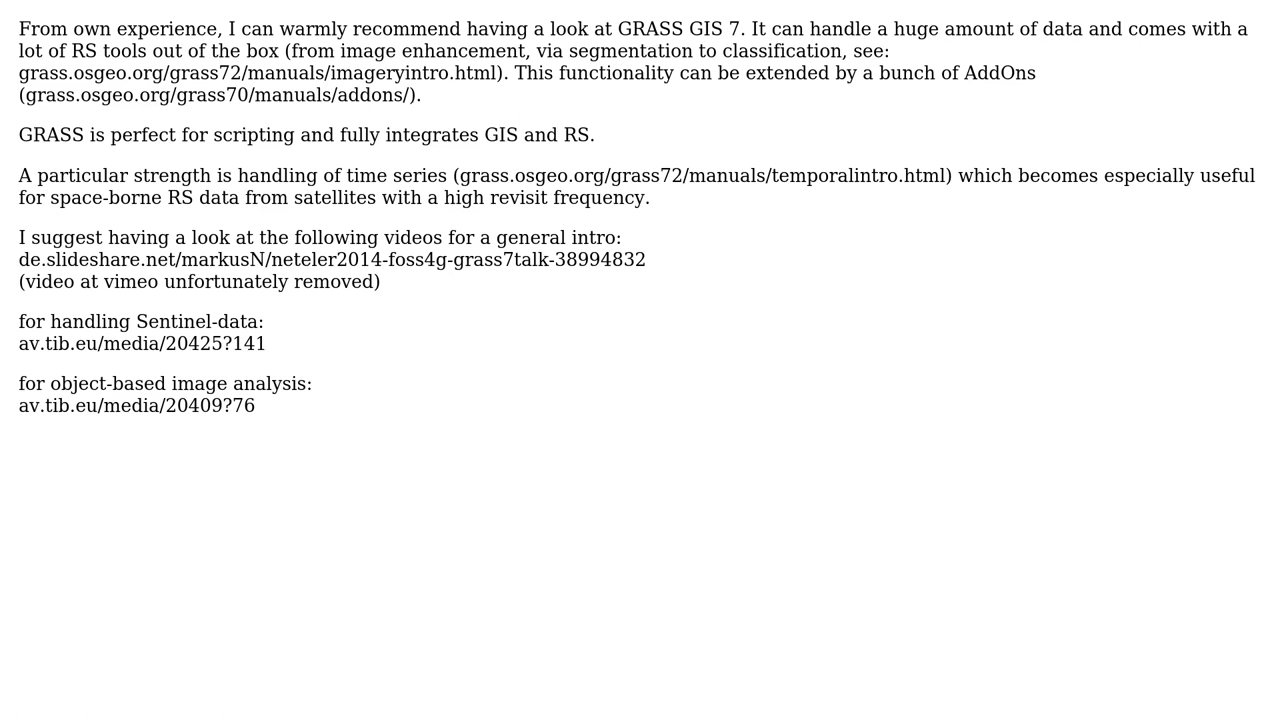 From own experience, I can warmly recommend having a look at GRASS GIS 7. It can handle a huge amount of data and comes with a
lot of RS tools out of the box (from image enhancement, via segmentation to classification, see:
grass.osgeo.org/grass72/manuals/imageryintro.html). This functionality can be extended by a bunch of AddOns
(grass.osgeo.org/grass70/manuals/addons/).
GRASS is perfect for scripting and fully integrates GIS and RS.
A particular strength is handling of time series (grass.osgeo.org/grass72/manuals/temporalintro.html) which becomes especially useful
for space-borne RS data from satellites with a high revisit frequency.
I suggest having a look at the following videos for a general intro:
de.slideshare.net/markusN/neteler2014-foss4g-grass7talk-38994832
(video at vimeo unfortunately removed)
for handling Sentinel-data:
av.tib.eu/media/20425?141
for object-based image analysis:
av.tib.eu/media/20409?76